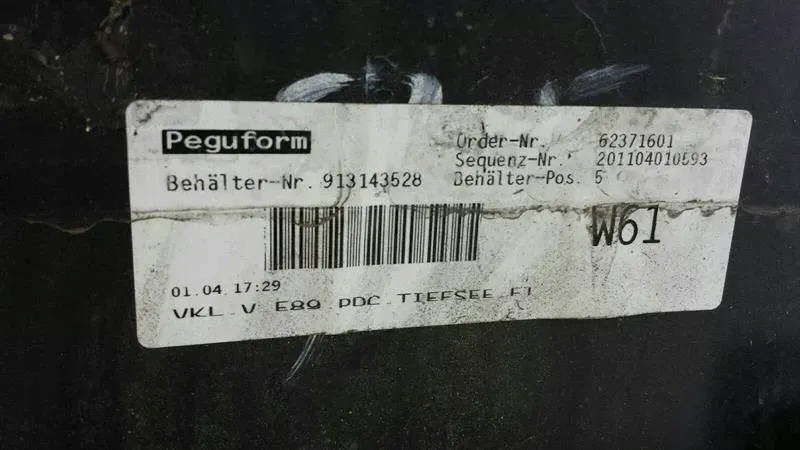 Peguform
Order-Nr. 62371601
Sequenz-Nr. 201104010593
Behälter-Nr. 913143528 Behälter-Pos. 5
W61
01.04 17:29
VKL V E89 PDC TIEFSEE